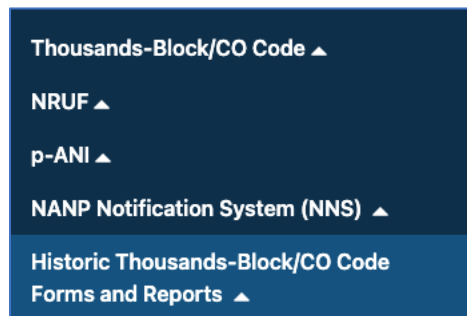 Thousands-Block/CO Code
NRUF
p-ANI
NANP Notification System (NNS)
Historic Thousands-Block/CO Code
Forms and Reports